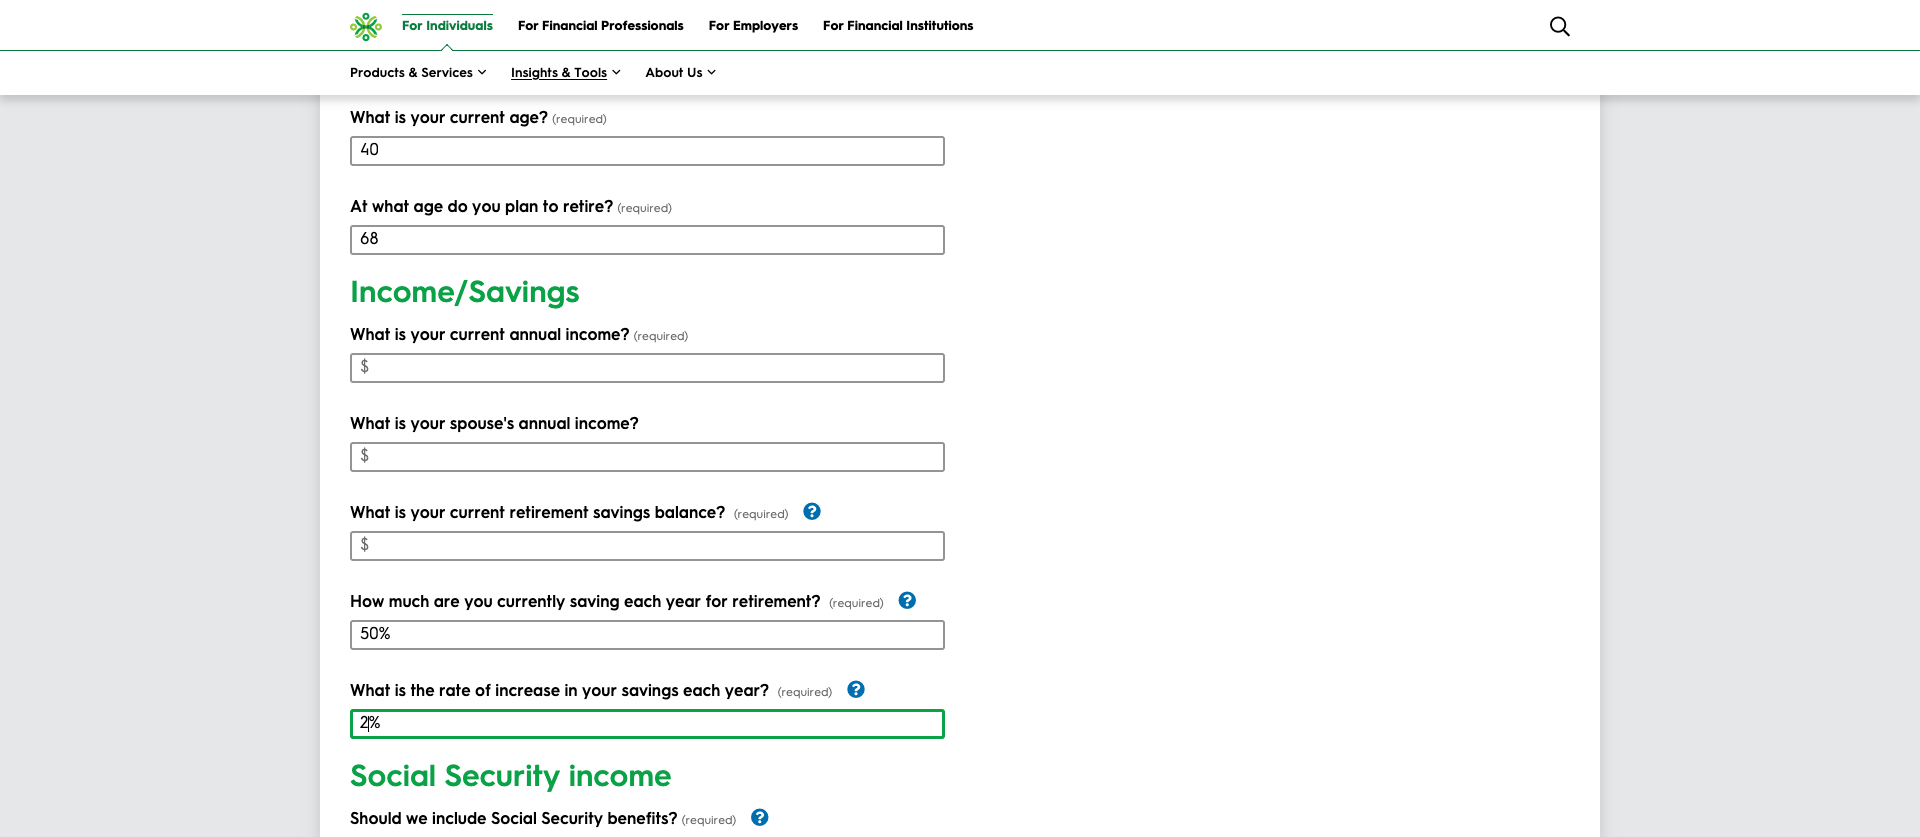 For Individuals For Financial Professionals For Employers For Financial Institutions
Products & Services Insights & Tools About Us
What is your current age? (required)
40
At what age do you plan to retire? (required)
68
Income/Savings
What is your current annual income? (required)
$
What is your spouse's annual income?
$
What is your current retirement savings balance? (required) ?
$
How much are you currently saving each year for retirement? (required) ?
50%
What is the rate of increase in your savings each year? (required) ?
2%
Social Security income
Should we include Social Security benefits? (required) ?